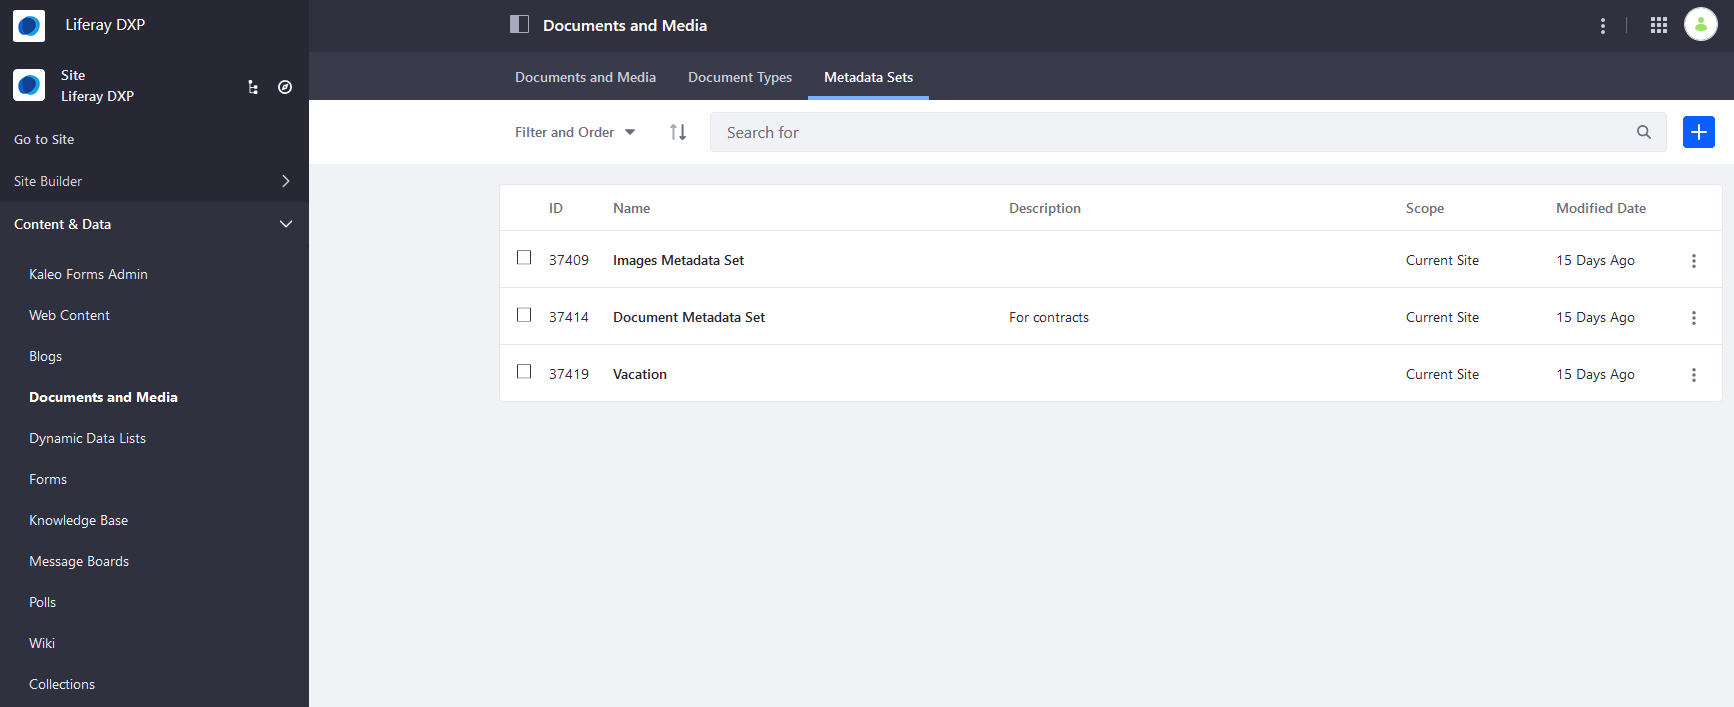 Liferay DXP
Site
Liferay DXP
Go to Site
Site Builder
Content & Data
Kaleo Forms Admin
Web Content
Blogs
Documents and Media
Dynamic Data Lists
Forms
Knowledge Base
Message Boards
Polls
Wiki
Collections
Documents and Media
Documents and Media Document Types Metadata Sets
Filter and Order Search for
ID Name Description Scope Modified Date
37409 Images Metadata Set Current Site 15 Days Ago
37414 Document Metadata Set For contracts Current Site 15 Days Ago
37419 Vacation Current Site 15 Days Ago